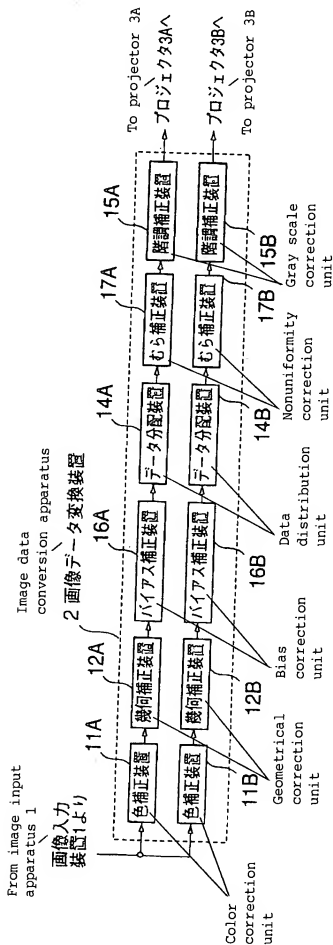 From image input
apparatus 1
画像入力
装置1より
Image data
conversion apparatus
2 画像データ変換装置
11A
12A
16A
14A
17A
15A
色補正装置
幾何補正装置
バイアス補正装置
データ分配装置
むら補正装置
階調補正装置
To projector 3A
プロジェクタ3Aへ
色補正装置
幾何補正装置
バイアス補正装置
データ分配装置
むら補正装置
階調補正装置
プロジェクタ3Bへ
To projector 3B
11B
12B
16B
14B
17B
15B
Color
correction
unit
Geometrical
correction
unit
Bias
correction
unit
Data
distribution
unit
Nonuniformity
correction
unit
Gray scale
correction
unit